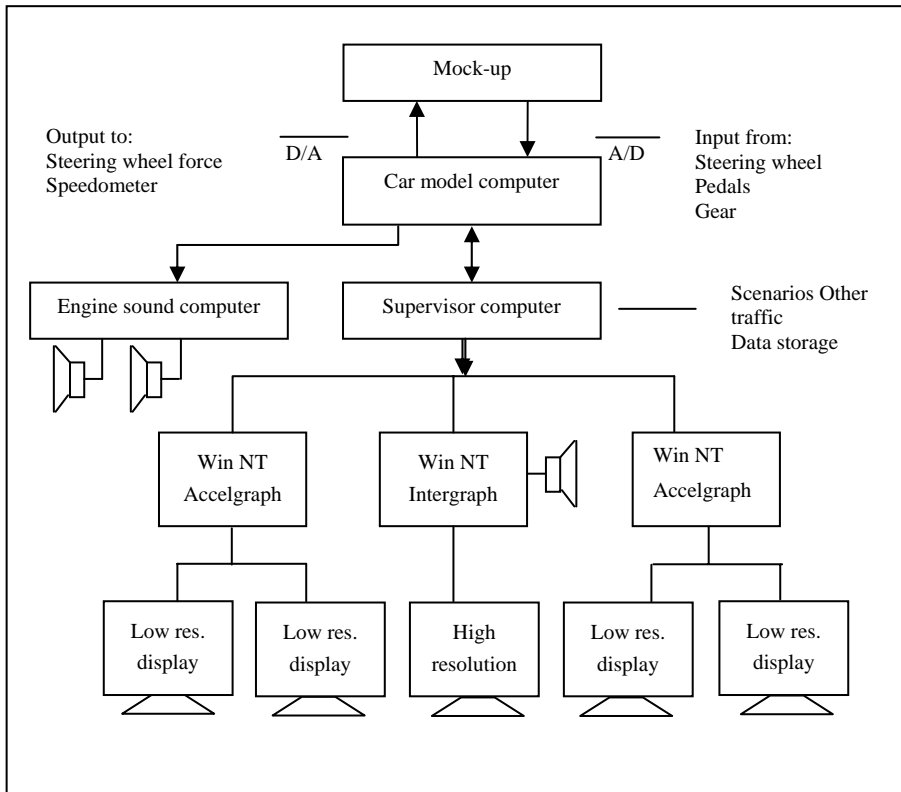 Mock-up
Output to:
Steering wheel force
Speedometer
D/A
A/D
Input from:
Steering wheel
Pedals
Gear
Car model computer
Engine sound computer
Supervisor computer
Scenarios Other
traffic
Data storage
Win NT
Accelgraph
Win NT
Intergraph
Win NT
Accelgraph
Low res.
display
Low res.
display
High
resolution
Low res.
display
Low res.
display